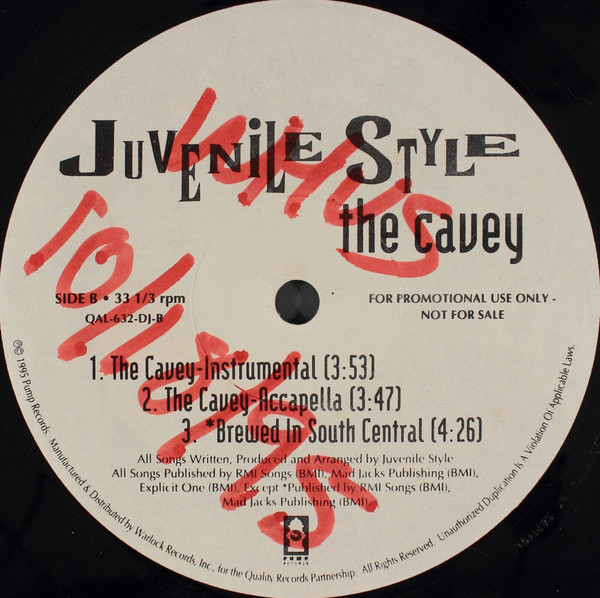 JUVENILE STYLE
the cavey
WHUS
SIDE B • 33 1/3 rpm
QAL-632-DJ-B
FOR PROMOTIONAL USE ONLY -
NOT FOR SALE
1. The Cavey-Instrumental (3:53)
2. The Cavey-Accapella (3:47)
3. *Brewed In South Central (4:26)
All Songs Written, Produced and Arranged by Juvenile Style
All Songs Published by RMI Songs (BMI), Mad Jacks Publishing (BMI),
Explicit One (BMI), Except *Published by RMI Songs (BMI),
Mad Jacks Publishing (BMI)
PUMP
RECORDS
℗© 1995 Pump Records. Manufactured & Distributed by Warlock Records, Inc., for the Quality Records Partnership. All Rights Reserved. Unauthorized Duplication Is A Violation Of Applicable Laws.